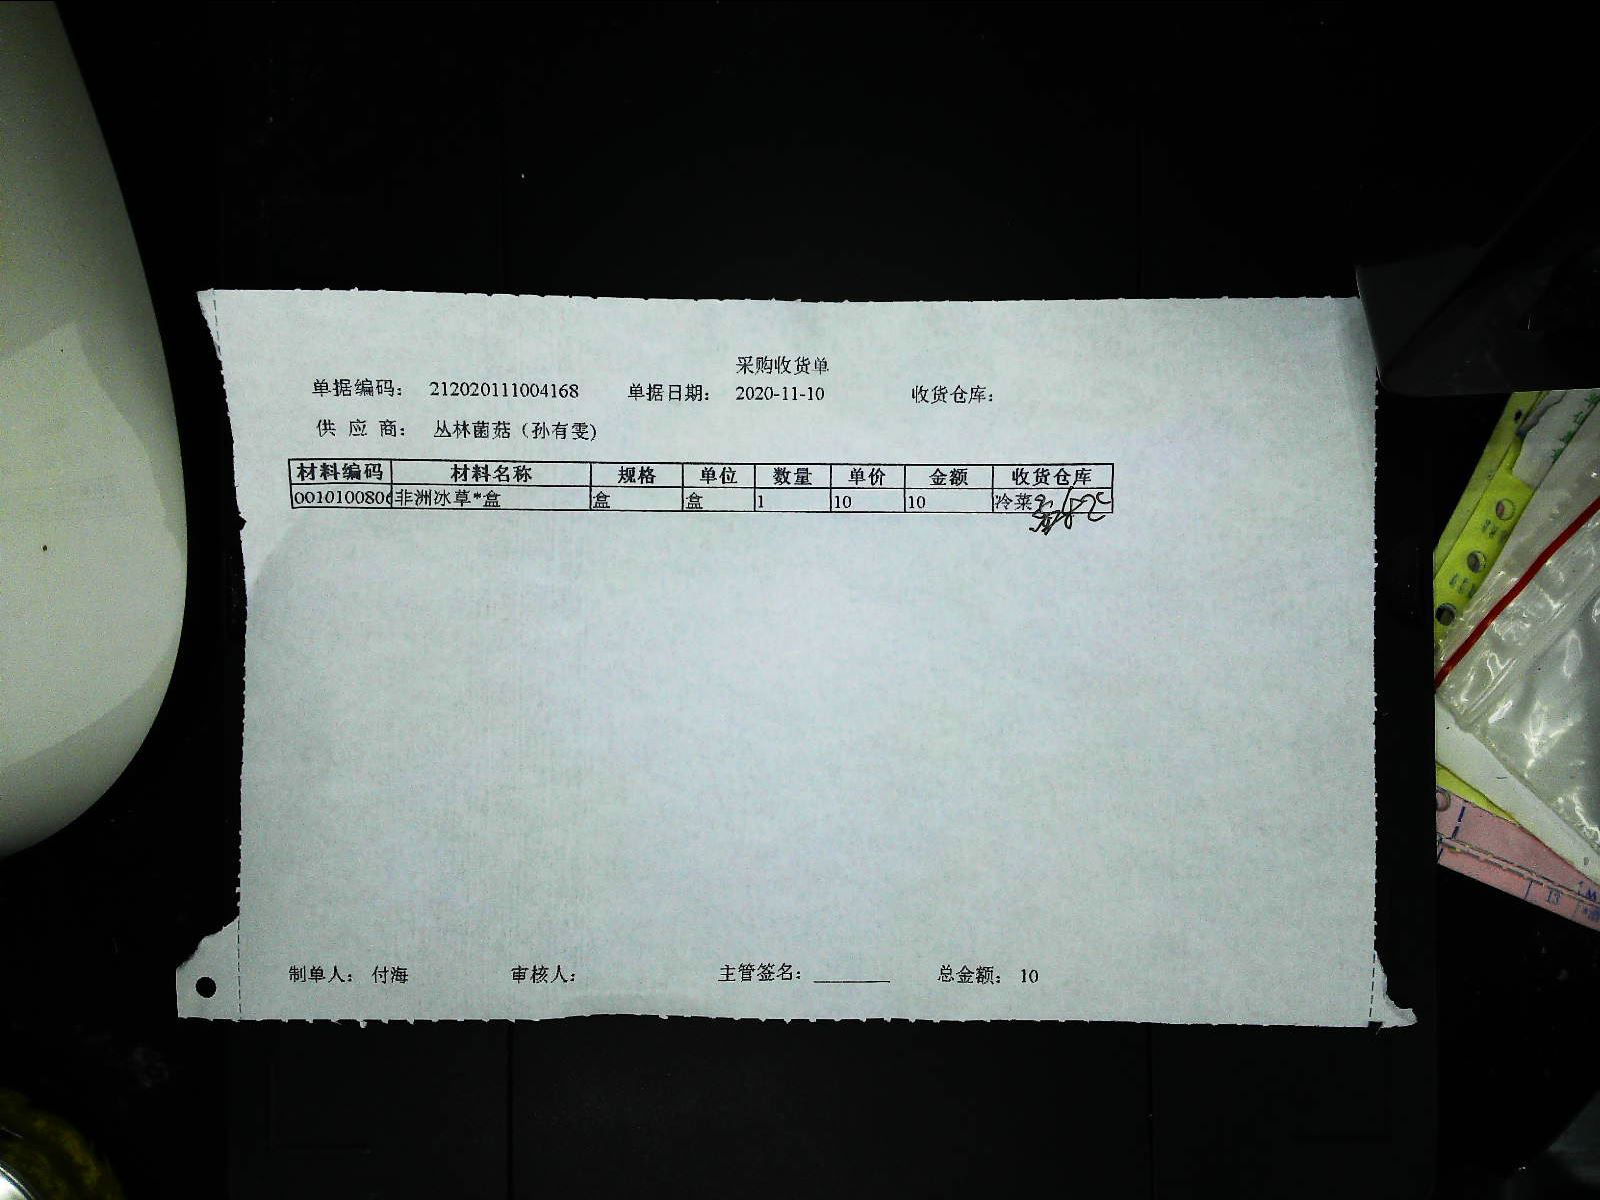 采购收货单
单据编码： 212020111004168 单据日期： 2020-11-10 收货仓库：
供 应 商： 丛林菌菇（孙有雯)
材料编码 材料名称 规格 单位 数量 单价 金额 收货仓库
001010080 非洲冰草*盒 盒 盒 1 10 10 冷菜
制单人： 付海 审核人： 主管签名： ________ 总金额： 10